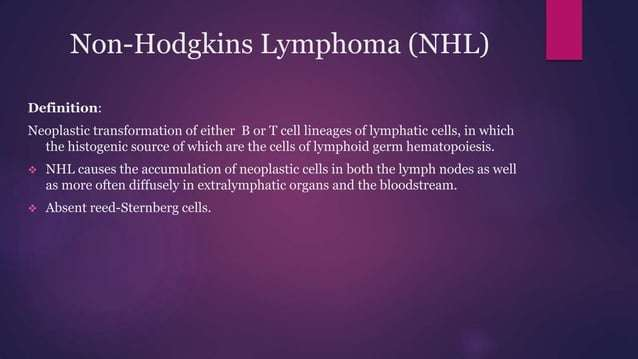 Non-Hodgkins Lymphoma (NHL)
Definition:
Neoplastic transformation of either B or T cell lineages of lymphatic cells, in which
the histogenic source of which are the cells of lymphoid germ hematopoiesis.
NHL causes the accumulation of neoplastic cells in both the lymph nodes as well
as more often diffusely in extralymphatic organs and the bloodstream.
Absent reed-Sternberg cells.